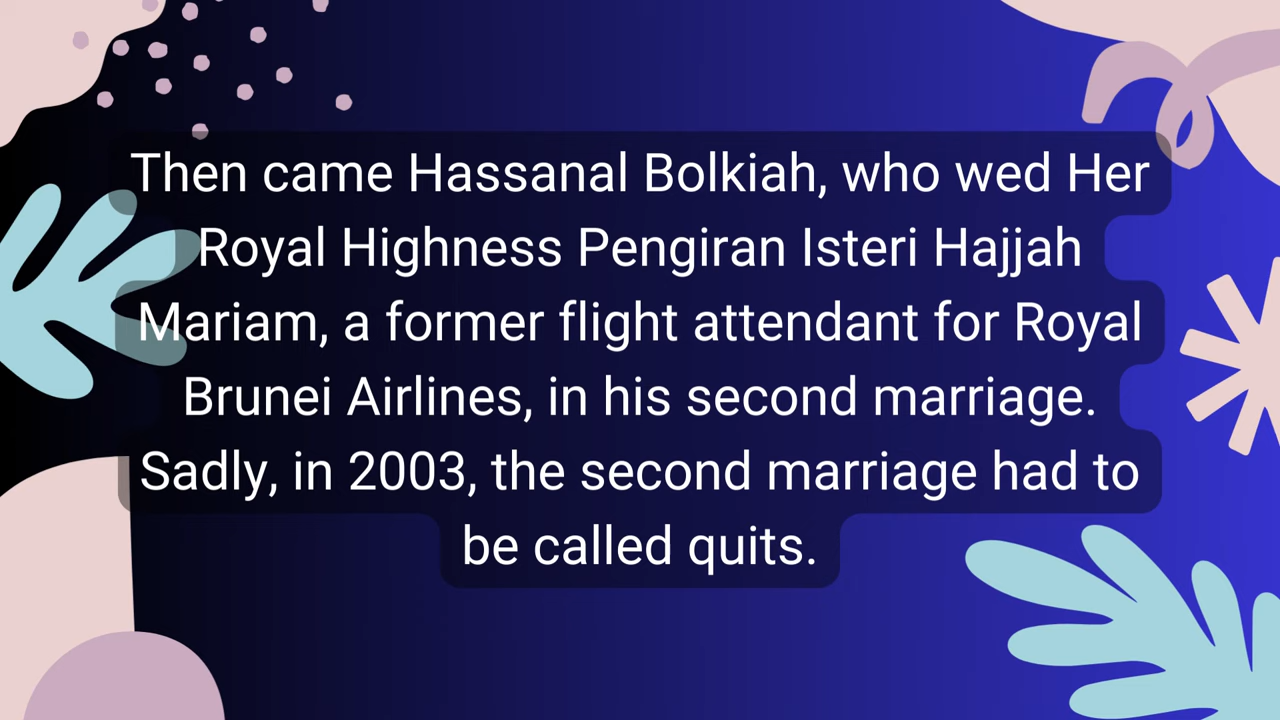 Then came Hassanal Bolkiah, who wed Her
Royal Highness Pengiran Isteri Hajjah
Mariam, a former flight attendant for Royal
Brunei Airlines, in his second marriage.
Sadly, in 2003, the second marriage had to
be called quits.